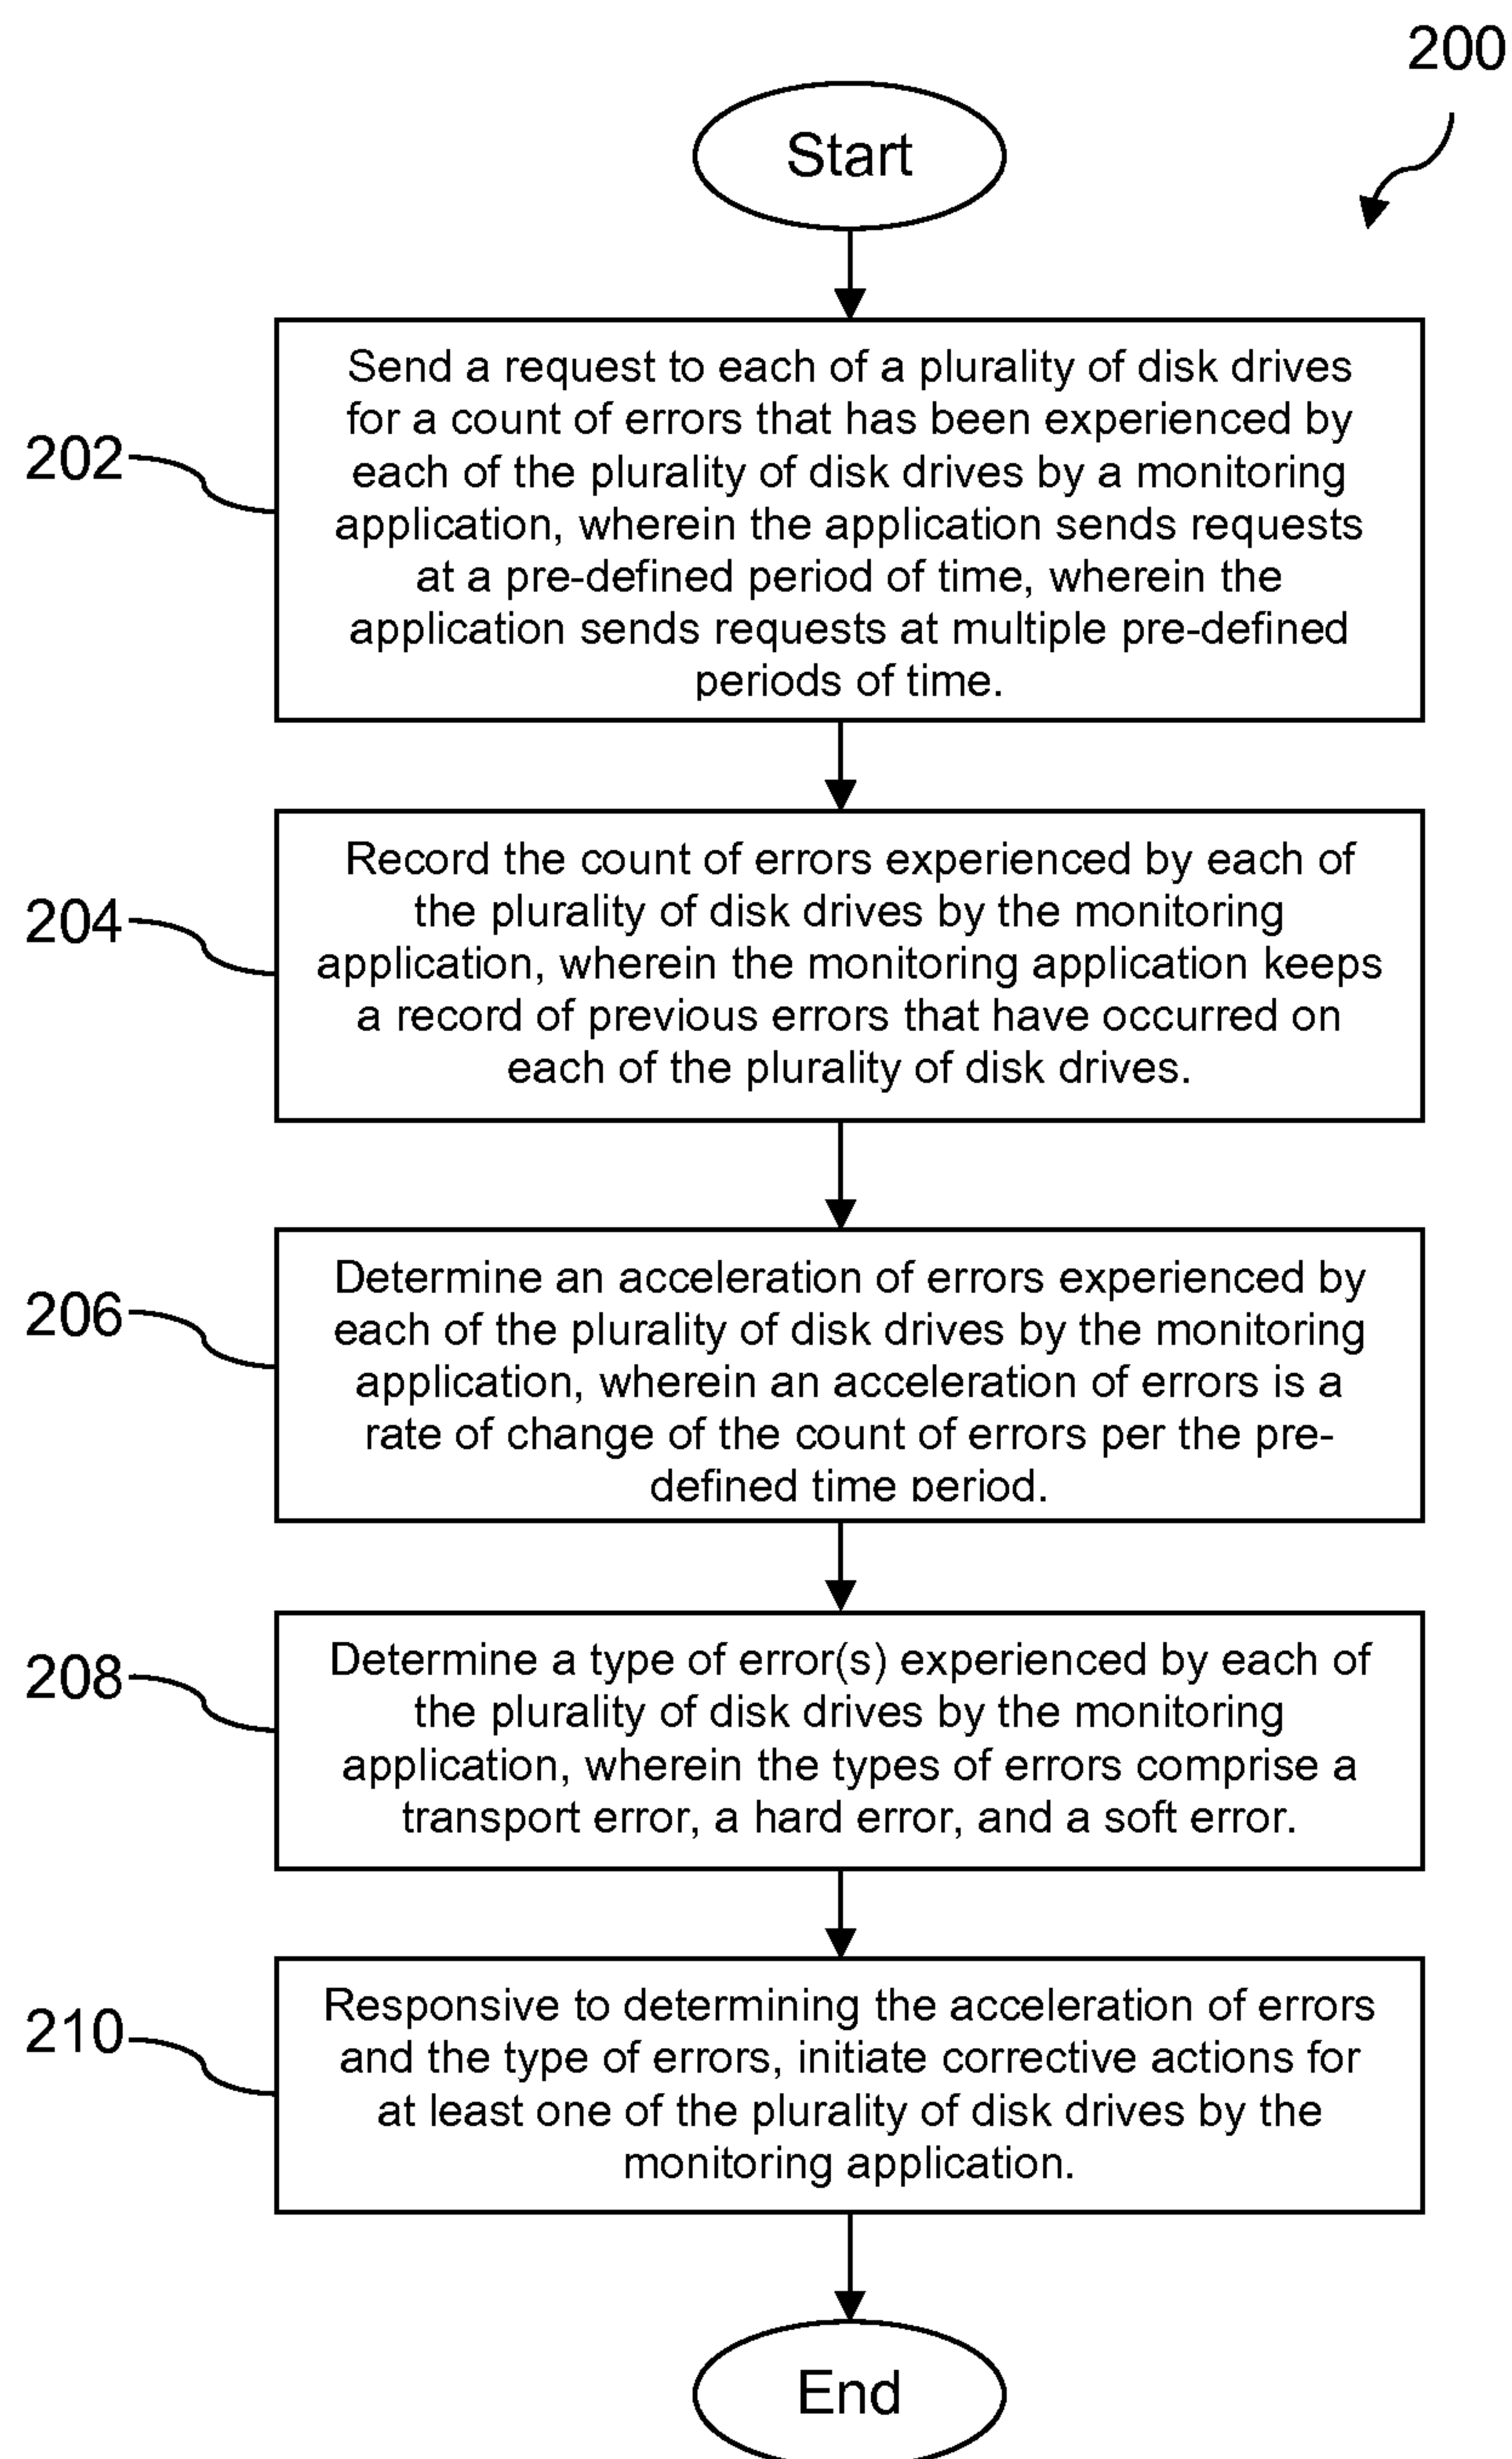 200
Start
202
Send a request to each of a plurality of disk drives
for a count of errors that has been experienced by
each of the plurality of disk drives by a monitoring
application, wherein the application sends requests
at a pre-defined period of time, wherein the
application sends requests at multiple pre-defined
periods of time.
204
Record the count of errors experienced by each of
the plurality of disk drives by the monitoring
application, wherein the monitoring application keeps
a record of previous errors that have occurred on
each of the plurality of disk drives.
206
Determine an acceleration of errors experienced by
each of the plurality of disk drives by the monitoring
application, wherein an acceleration of errors is a
rate of change of the count of errors per the pre-
defined time period.
208
Determine a type of error(s) experienced by each of
the plurality of disk drives by the monitoring
application, wherein the types of errors comprise a
transport error, a hard error, and a soft error.
210
Responsive to determining the acceleration of errors
and the type of errors, initiate corrective actions for
at least one of the plurality of disk drives by the
monitoring application.
End